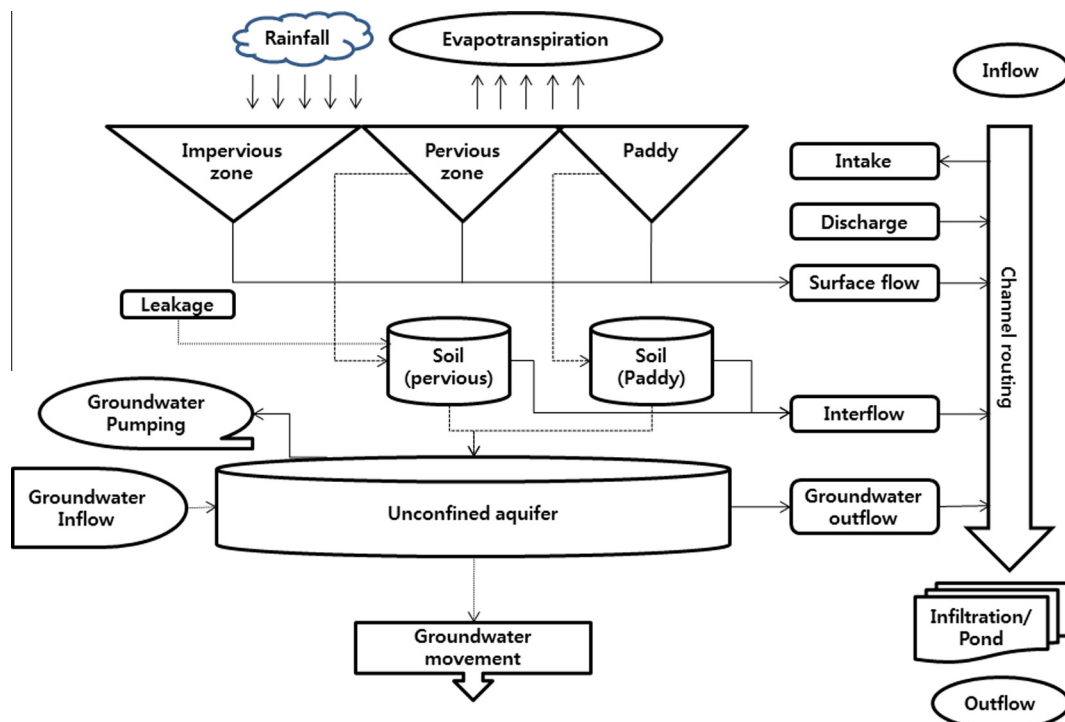 Rainfall
Evapotranspiration
Inflow
Impervious
zone
Pervious
zone
Paddy
Intake
Discharge
Surface flow
Channel routing
Leakage
Soil
(pervious)
Soil
(Paddy)
Groundwater
Pumping
Interflow
Groundwater
Inflow
Unconfined aquifer
Groundwater
outflow
Groundwater
movement
Infiltration/
Pond
Outflow